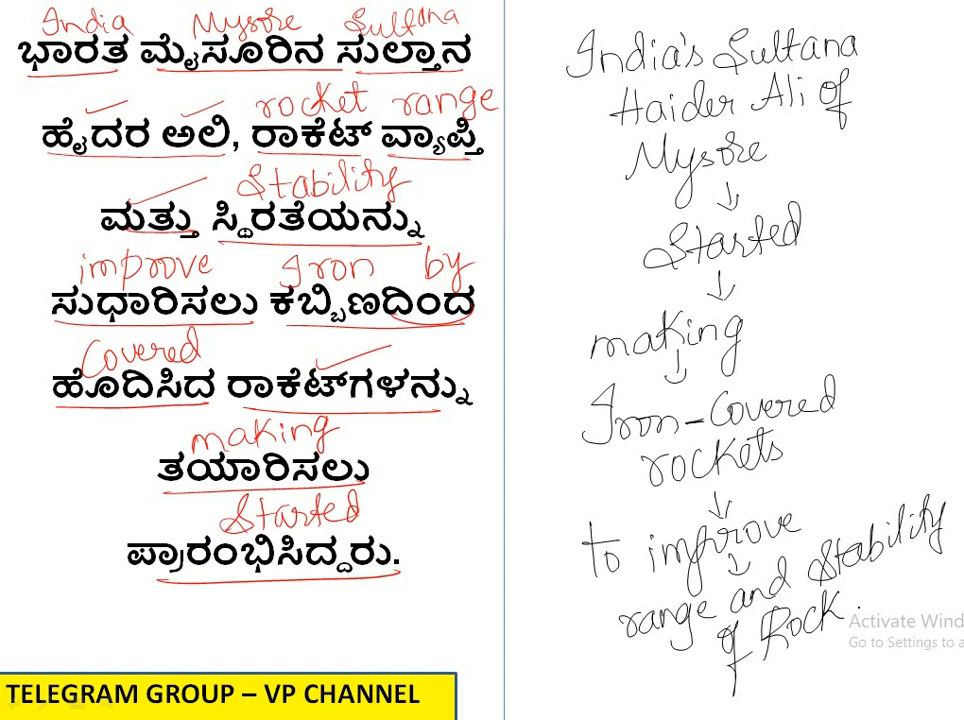 India Mysore Sultana
ಭಾರತ ಮೈಸೂರಿನ ಸುಲ್ತಾನ
rocket range
ಹೈದರ ಅಲಿ, ರಾಕೆಟ್ ವ್ಯಾಪ್ತಿ
Stability
ಮತ್ತು ಸ್ಥಿರತೆಯನ್ನು
improve Iron by
ಸುಧಾರಿಸಲು ಕಬ್ಬಿಣದಿಂದ
Covered
ಹೊದಿಸಿದ ರಾಕೆಟ್‌ಗಳನ್ನು
making
ತಯಾರಿಸಲು
Started
ಪ್ರಾರಂಭಿಸಿದ್ದರು.
TELEGRAM GROUP – VP CHANNEL
India's Sultana
Haider Ali of
Mysore
Started
making
Iron-Covered
rockets
to improve
range and Stability
of Rock.
Activate Wind
Go to Settings to a